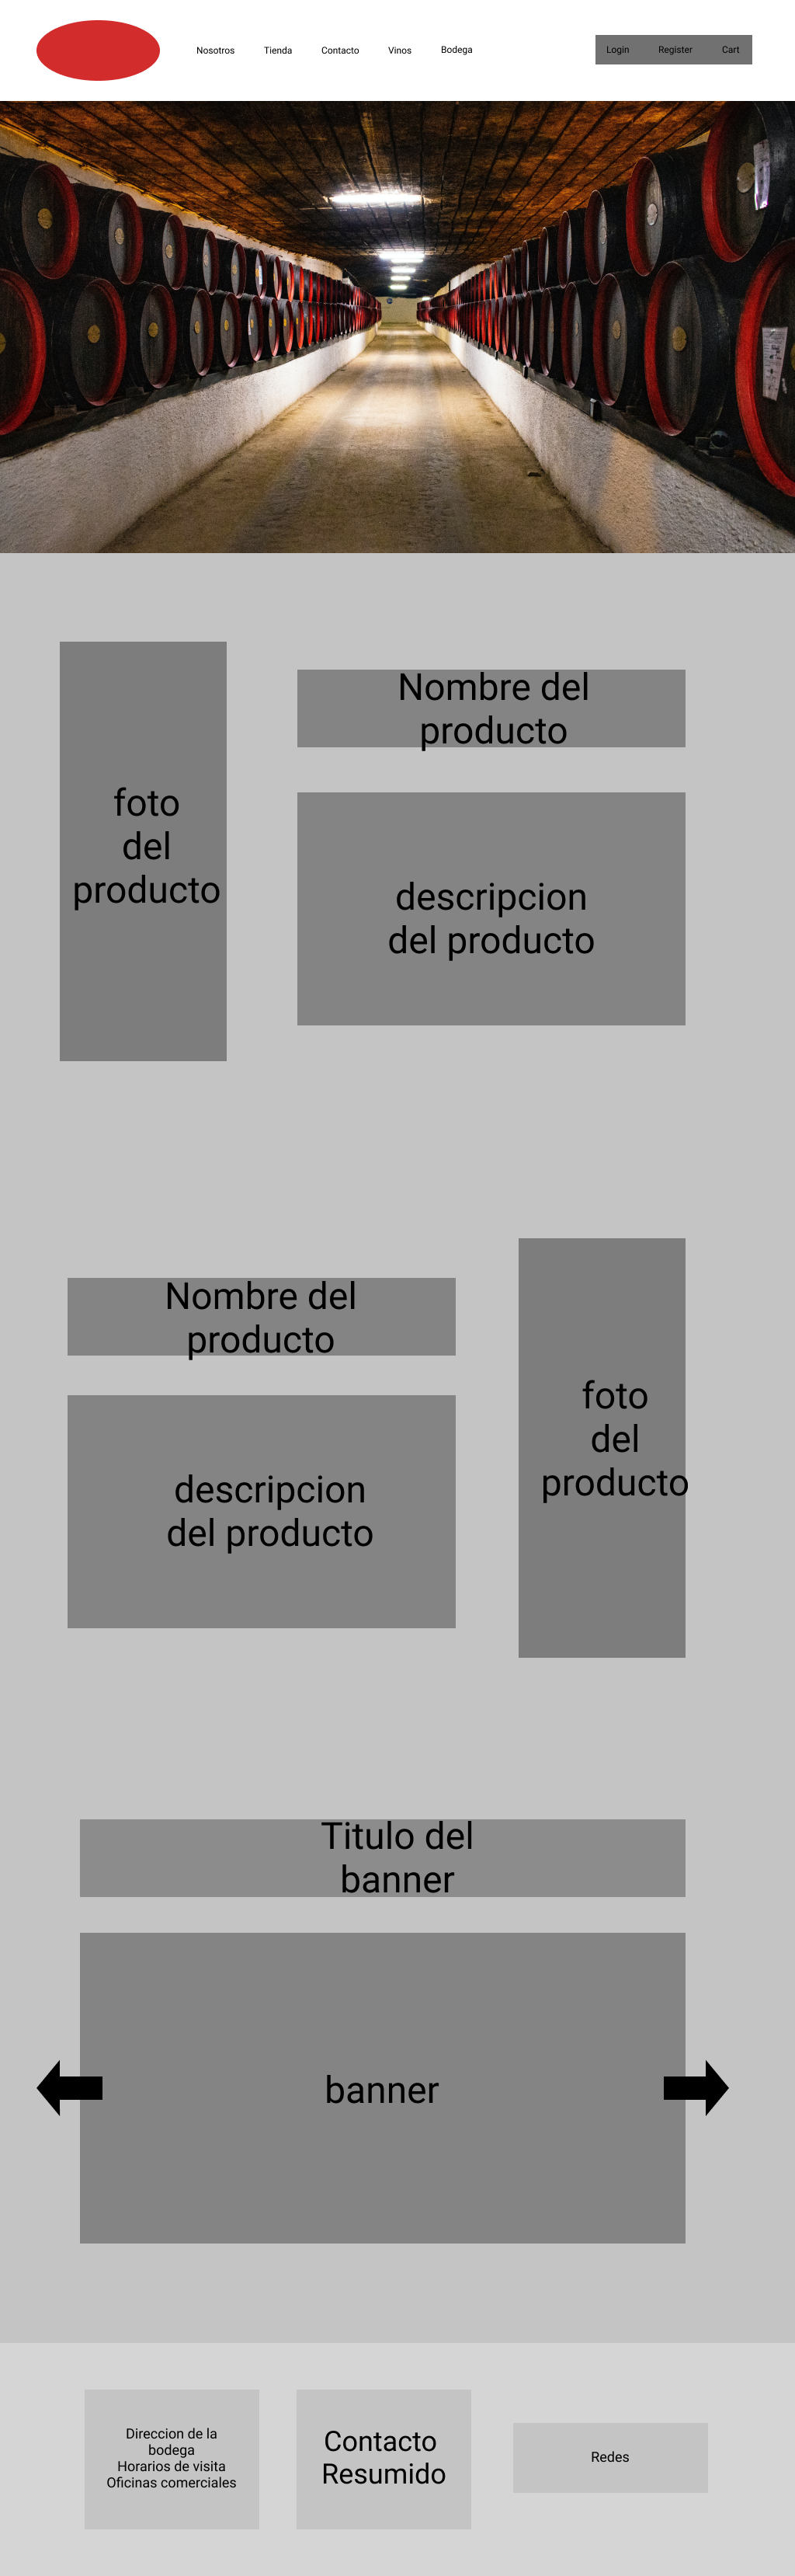 Nosotros
Tienda
Contacto
Vinos
Bodega
Login
Register
Cart
foto
del
producto
Nombre del
producto
descripcion
del producto
Nombre del
producto
descripcion
del producto
foto
del
producto
Titulo del
banner
banner
Direccion de la
bodega
Horarios de visita
Oficinas comerciales
Contacto
Resumido
Redes